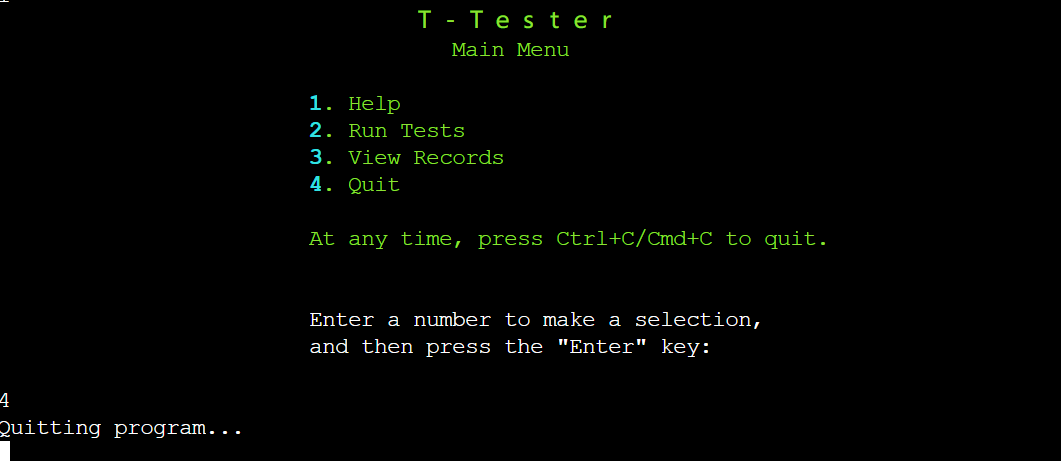 T-Tester
Main Menu
1. Help
2. Run Tests
3. View Records
4. Quit
At any time, press Ctrl+C/Cmd+C to quit.
Enter a number to make a selection,
and then press the "Enter" key:
4
Quitting program...